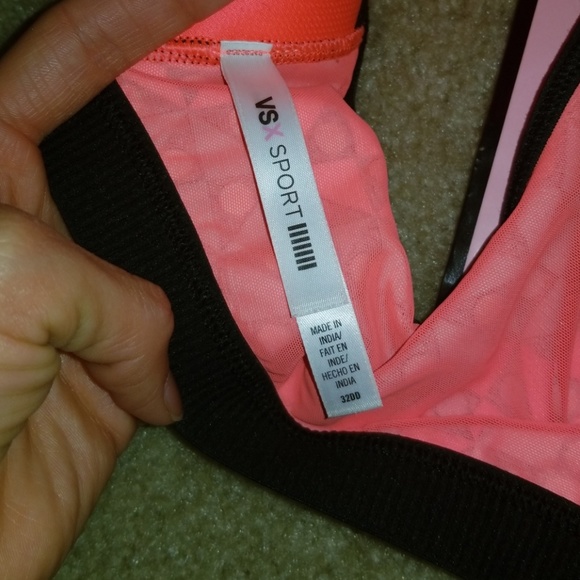 VSX SPORT
MADE IN
INDIA/
FAIT EN
INDE/
HECHO EN
INDIA
32DD